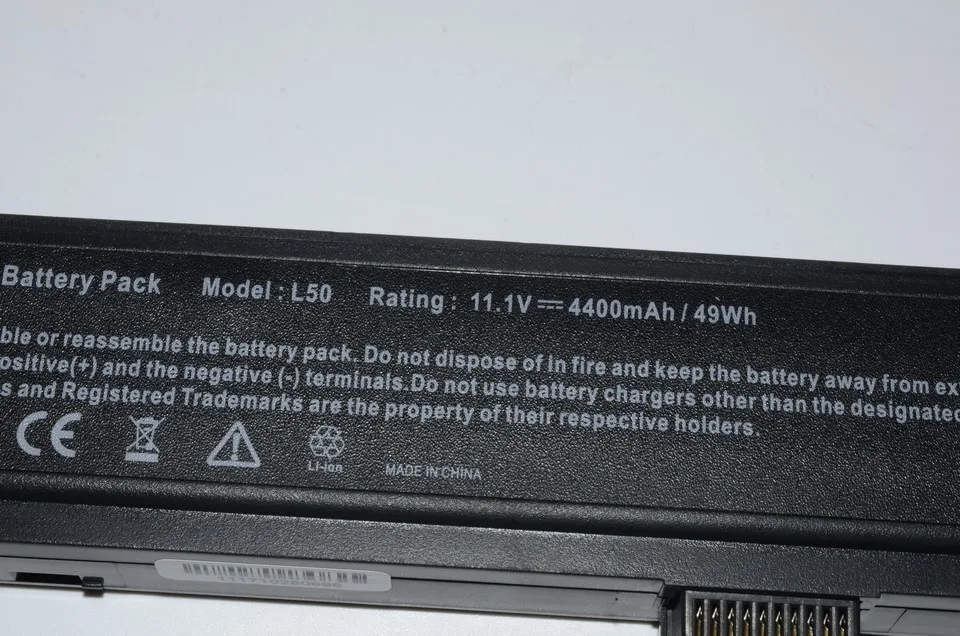 Battery Pack Model : L50 Rating : 11.1V 4400mAh / 49Wh
ble or reassemble the battery pack. Do not dispose of in fire and keep the battery away from ex
ositive(+) and the negative (-) terminals.Do not use battery chargers other than the designated
s and Registered Trademarks are the property of their respective holders.
CE Li-ion MADE IN CHINA